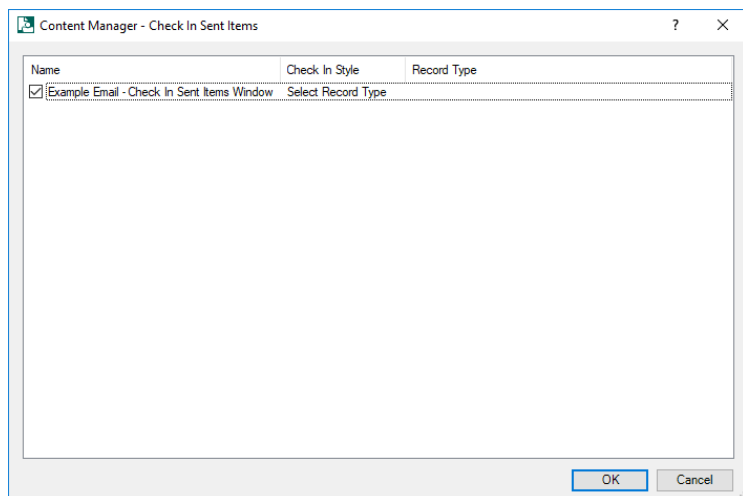 Content Manager - Check In Sent Items
?
Name Check In Style Record Type
Example Email - Check In Sent Items Window Select Record Type
OK Cancel